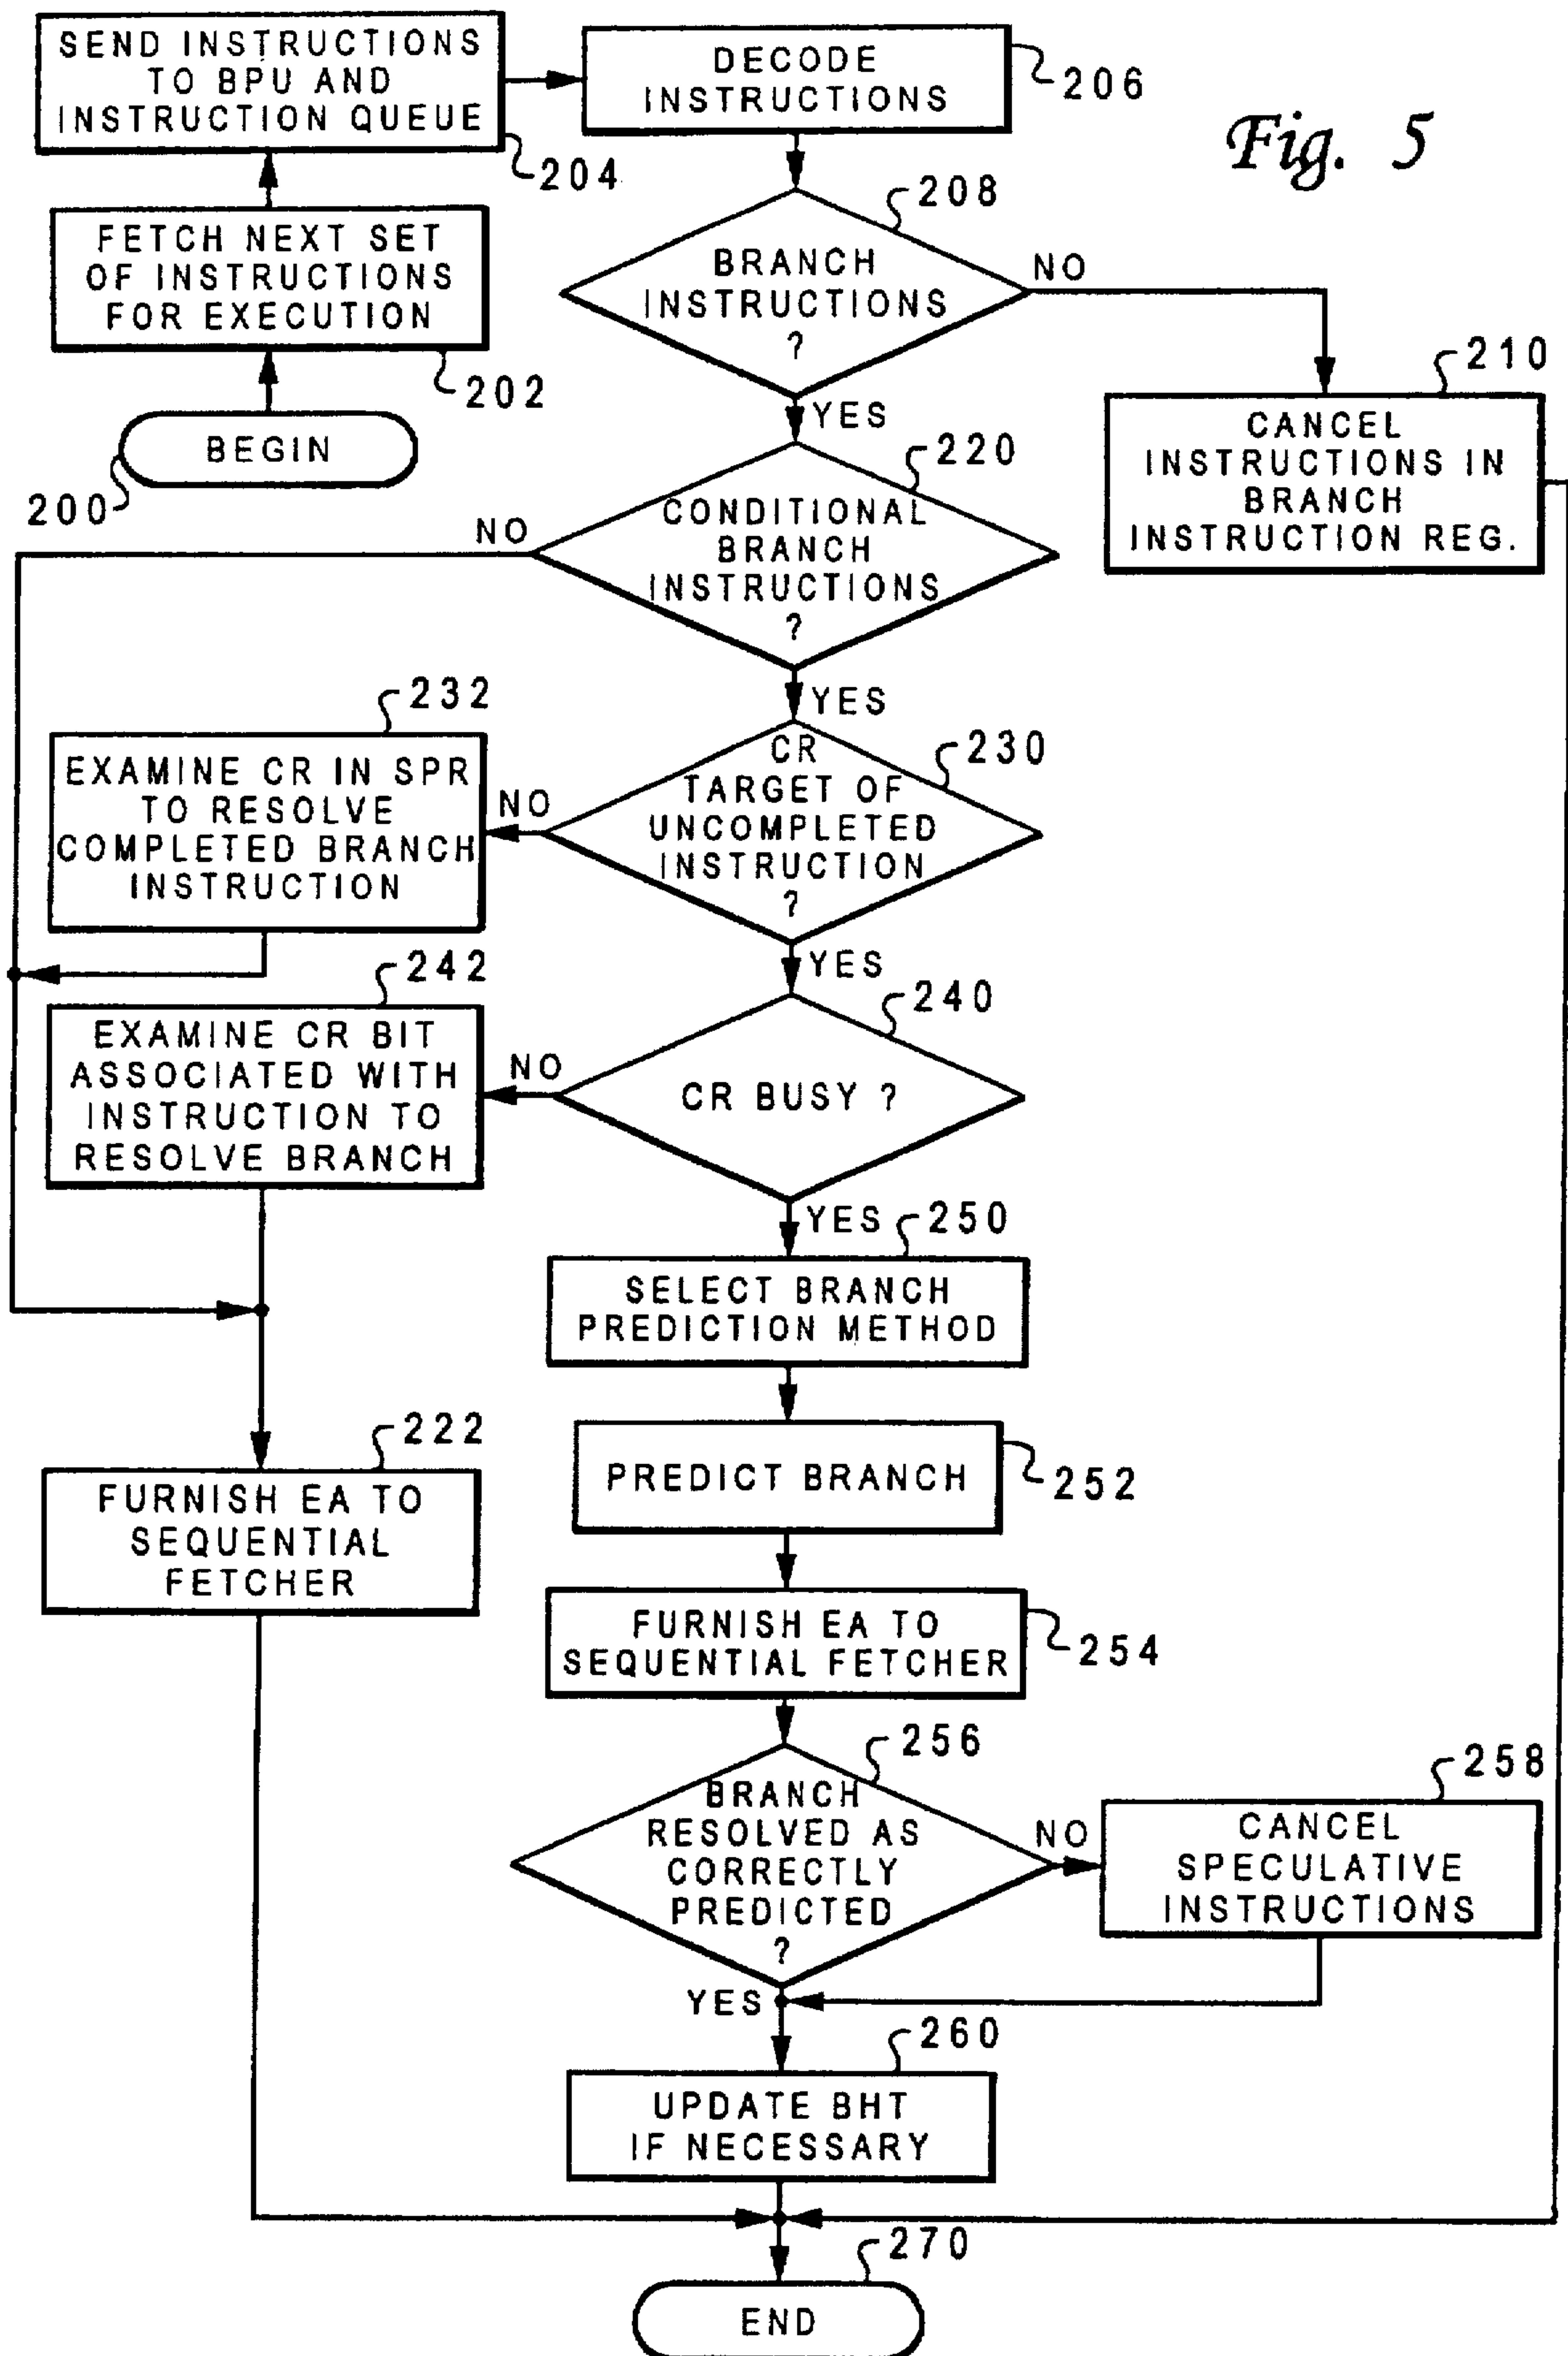 SEND INSTRUCTIONS
TO BPU AND
INSTRUCTION QUEUE
204
DECODE
INSTRUCTIONS
206
Fig. 5
FETCH NEXT SET
OF INSTRUCTIONS
FOR EXECUTION
202
BEGIN
200
208
BRANCH
INSTRUCTIONS
?
NO
YES
210
CANCEL
INSTRUCTIONS IN
BRANCH
INSTRUCTION REG.
220
CONDITIONAL
BRANCH
INSTRUCTIONS
?
NO
YES
230
CR
TARGET OF
UNCOMPLETED
INSTRUCTION
?
NO
YES
232
EXAMINE CR IN SPR
TO RESOLVE
COMPLETED BRANCH
INSTRUCTION
240
CR BUSY ?
NO
YES
242
EXAMINE CR BIT
ASSOCIATED WITH
INSTRUCTION TO
RESOLVE BRANCH
250
SELECT BRANCH
PREDICTION METHOD
222
FURNISH EA TO
SEQUENTIAL
FETCHER
PREDICT BRANCH
252
FURNISH EA TO
SEQUENTIAL FETCHER
254
256
BRANCH
RESOLVED AS
CORRECTLY
PREDICTED
?
NO
YES
258
CANCEL
SPECULATIVE
INSTRUCTIONS
260
UPDATE BHT
IF NECESSARY
270
END